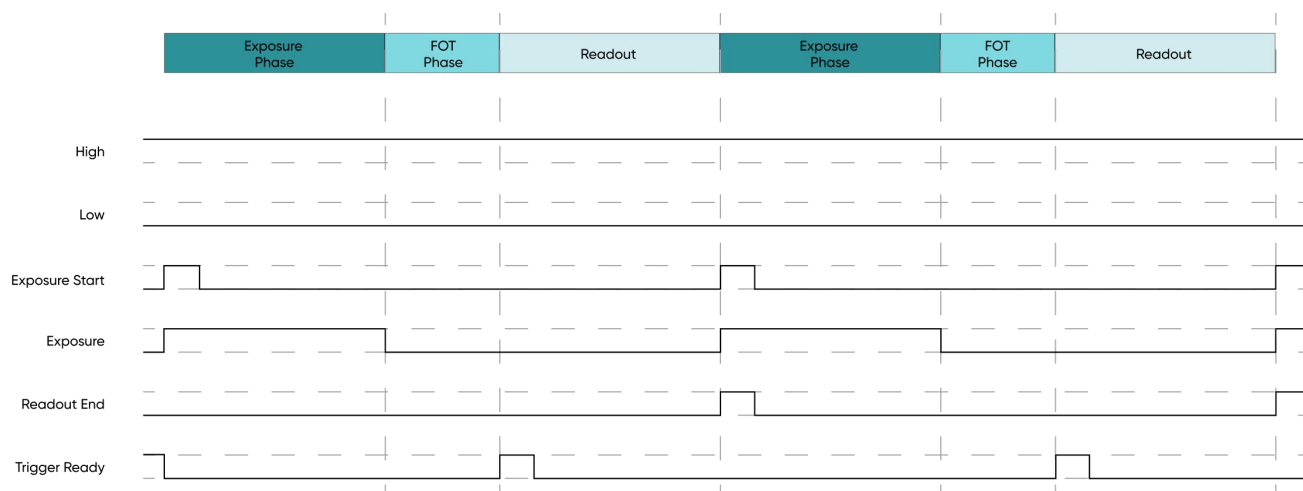 Exposure
Phase
FOT
Phase
Readout
Exposure
Phase
FOT
Phase
Readout
High
Low
Exposure Start
Exposure
Readout End
Trigger Ready